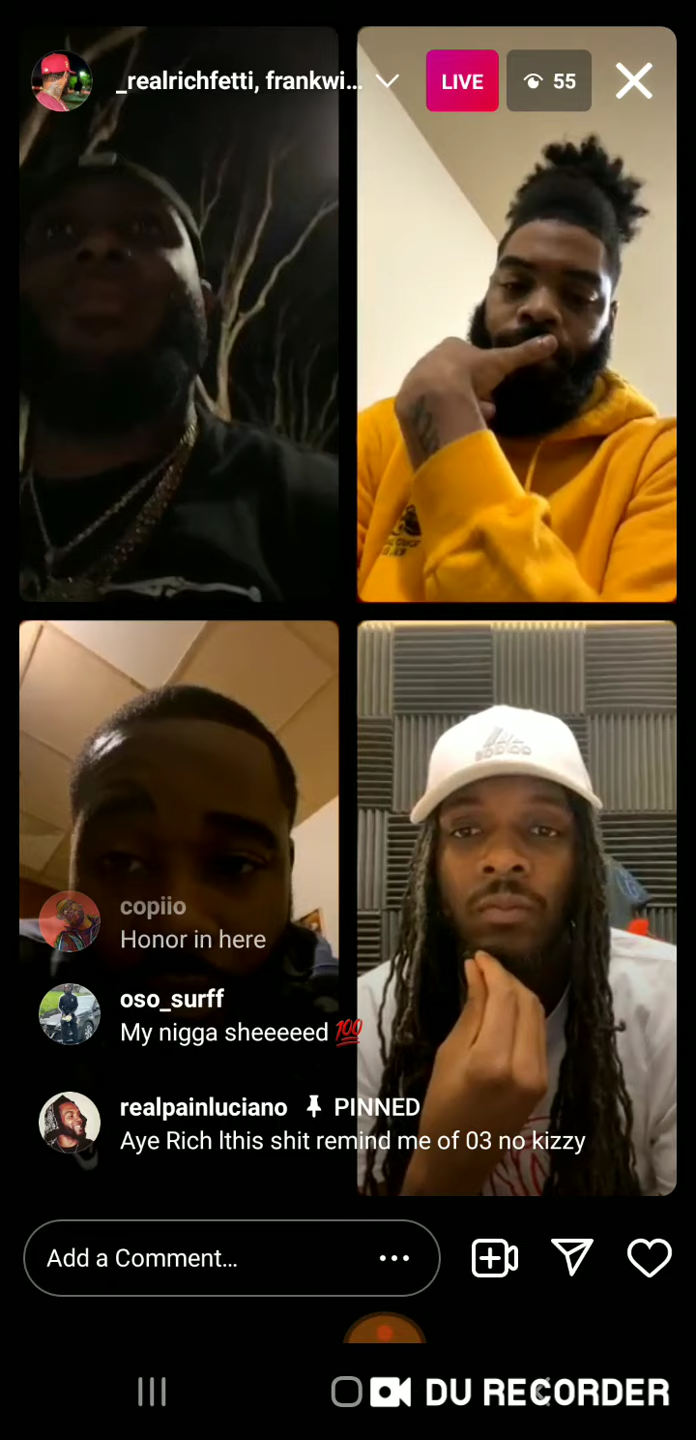 _realrichfetti, frankwi...
LIVE
55
copiio
Honor in here
oso_surff
My nigga sheeeeed 💯
realpainluciano PINNED
Aye Rich Ithis shit remind me of 03 no kizzy
Add a Comment...
DU RECORDER